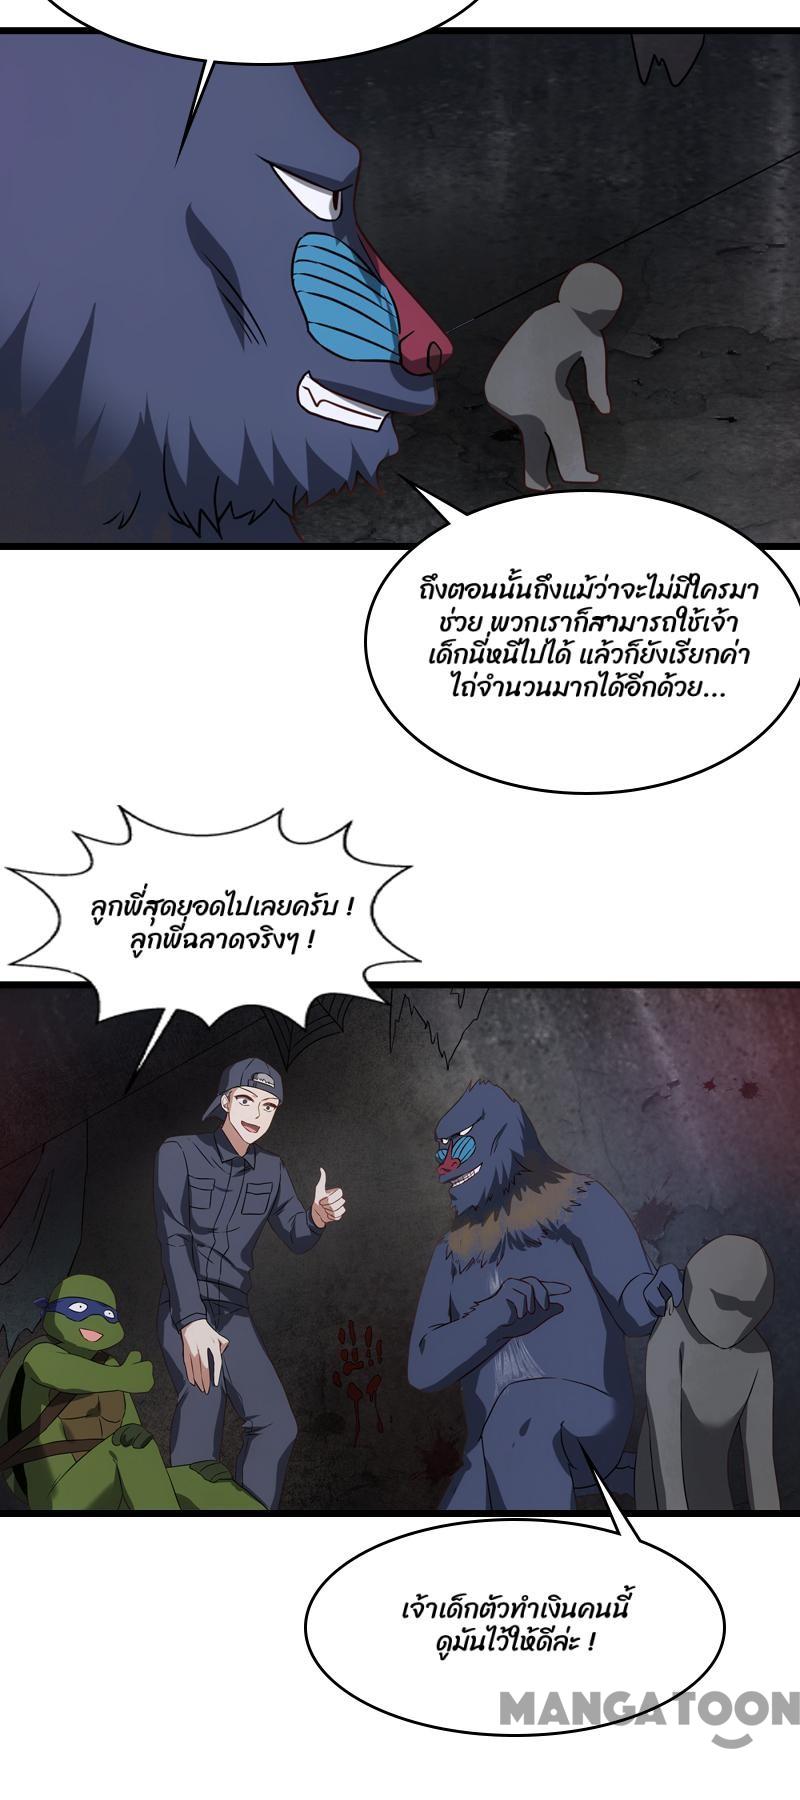 ถึงตอนนั้นถึงแม้ว่าจะไม่มีใครมา
ช่วย พวกเราก็สามารถใช้เจ้า
เด็กนี่หนีไปได้ แล้วก็ยังเรียกค่า
ไถ่จำนวนมากได้อีกด้วย...
ลูกพี่สุดยอดไปเลยครับ !
ลูกพี่ฉลาดจริงๆ !
เจ้าเด็กตัวทำเงินคนนี้
ดูมันไว้ให้ดีล่ะ !
MANGATOON